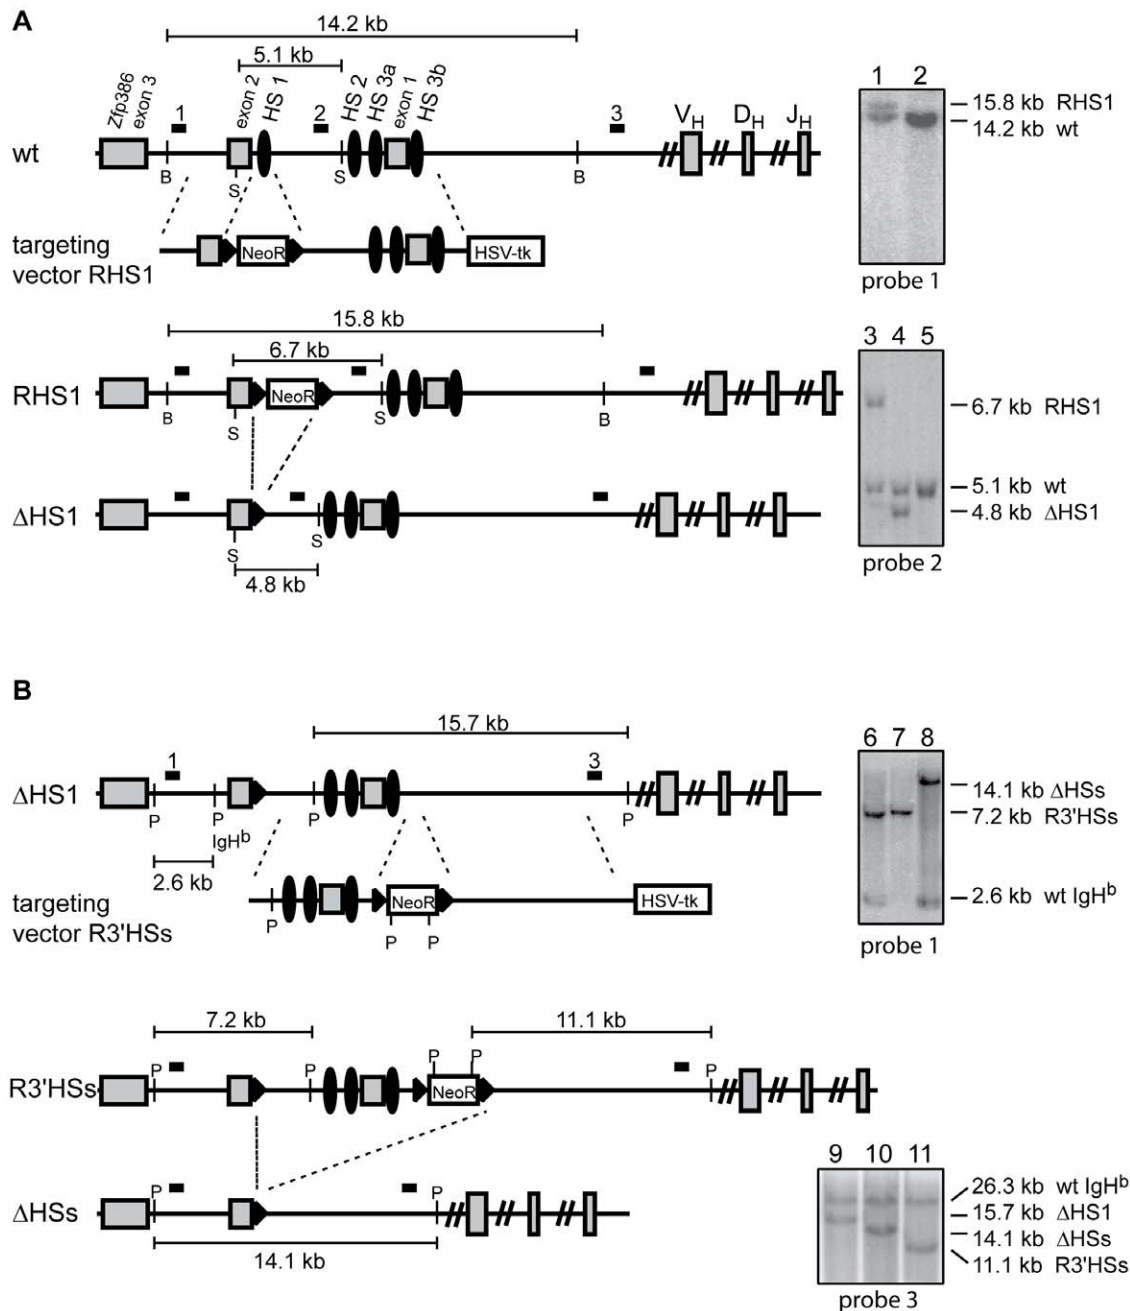 A
14.2 kb
5.1 kb
Zfp386
exon 3
1
exon 2
HS 1
2
HS 2
HS 3a
exon 1
HS 3b
3
VH
DH
JH
wt
B
S
S
B
targeting
vector RHS1
NeoR
HSV-tk
1 2
15.8 kb RHS1
14.2 kb wt
probe 1
15.8 kb
6.7 kb
RHS1
NeoR
B
S
S
B
ΔHS1
S
S
4.8 kb
3 4 5
6.7 kb RHS1
5.1 kb wt
4.8 kb ΔHS1
probe 2
B
15.7 kb
1
3
ΔHS1
P
P
IgHb
P
P
2.6 kb
targeting
vector R3'HSs
P
NeoR
P
P
HSV-tk
6 7 8
14.1 kb ΔHSs
7.2 kb R3'HSs
2.6 kb wt IgHb
probe 1
7.2 kb
11.1 kb
R3'HSs
P
P
P
P
NeoR
P
ΔHSs
P
P
14.1 kb
9 10 11
26.3 kb wt IgHb
15.7 kb ΔHS1
14.1 kb ΔHSs
11.1 kb R3'HSs
probe 3